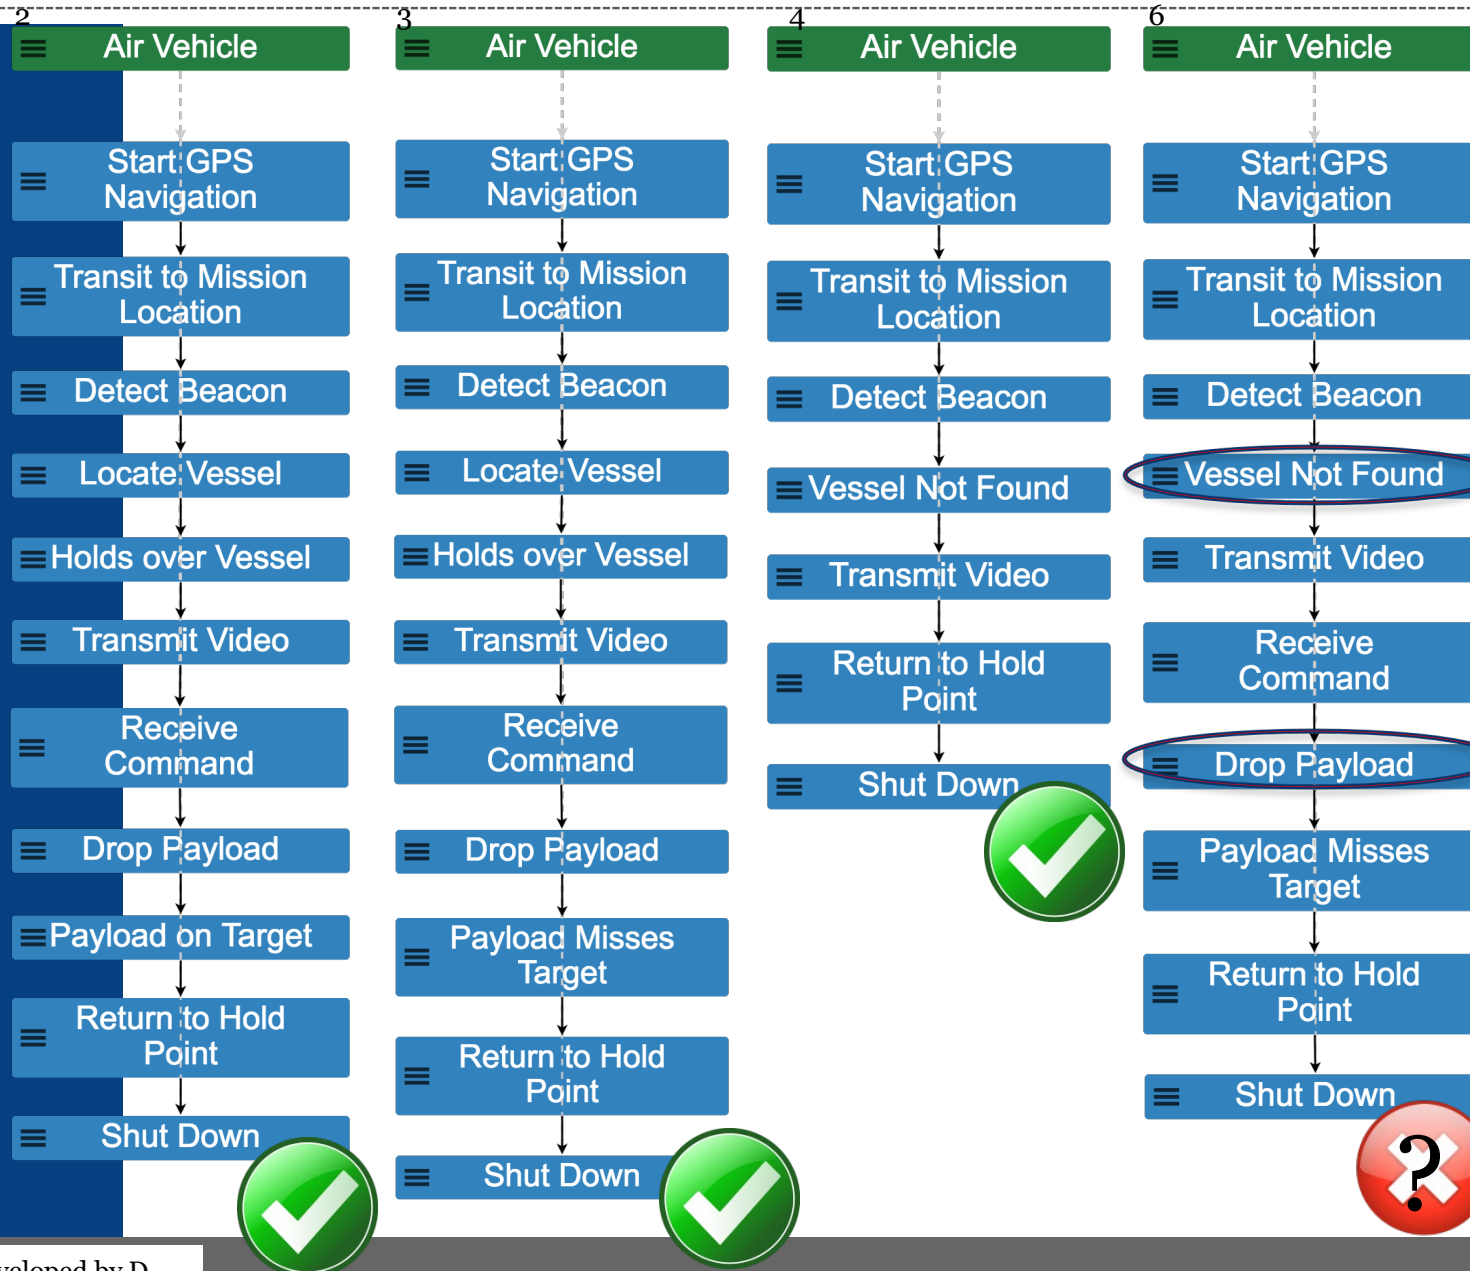 2
Air Vehicle
Start GPS
Navigation
Transit to Mission
Location
Detect Beacon
Locate Vessel
Holds over Vessel
Transmit Video
Receive
Command
Drop Payload
Payload on Target
Return to Hold
Point
Shut Down
3
Air Vehicle
Start GPS
Navigation
Transit to Mission
Location
Detect Beacon
Locate Vessel
Holds over Vessel
Transmit Video
Receive
Command
Drop Payload
Payload Misses
Target
Return to Hold
Point
Shut Down
4
Air Vehicle
Start GPS
Navigation
Transit to Mission
Location
Detect Beacon
Vessel Not Found
Transmit Video
Return to Hold
Point
Shut Down
6
Air Vehicle
Start GPS
Navigation
Transit to Mission
Location
Detect Beacon
Vessel Not Found
Transmit Video
Receive
Command
Drop Payload
Payload Misses
Target
Return to Hold
Point
Shut Down
?
veloped by D